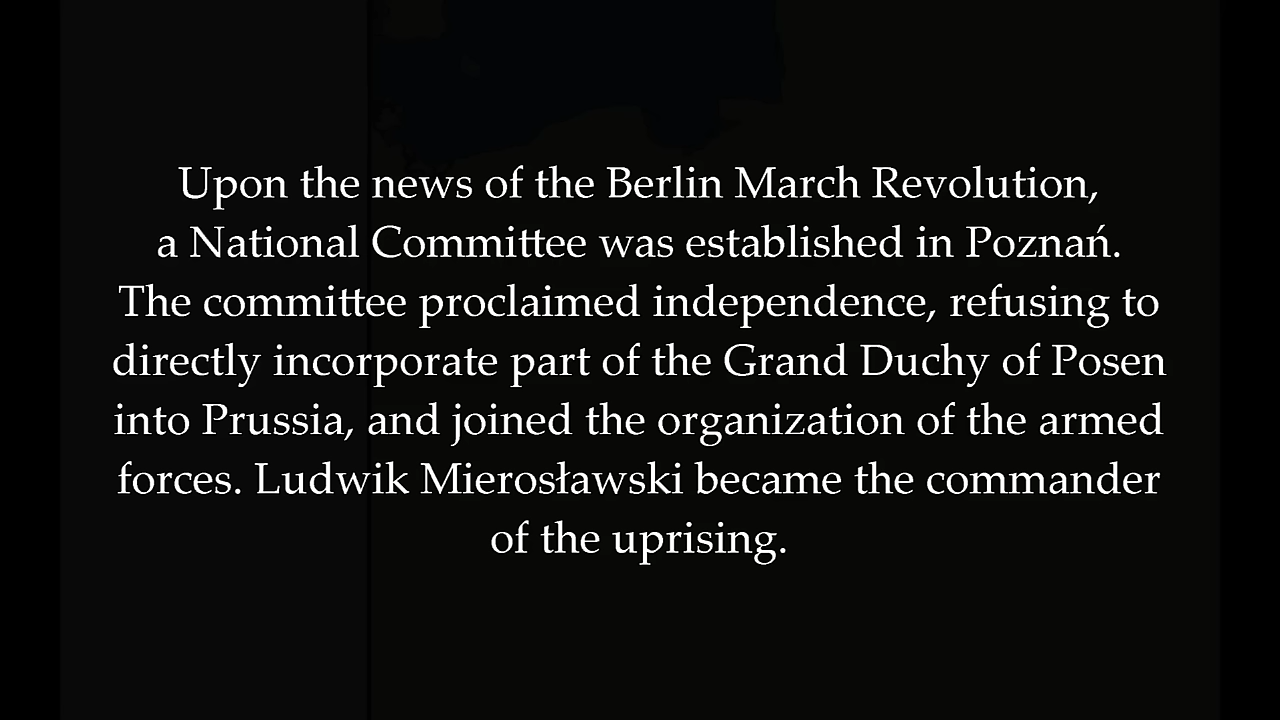 Upon the news of the Berlin March Revolution,
a National Committee was established in Poznań.
The committee proclaimed independence, refusing to
directly incorporate part of the Grand Duchy of Posen
into Prussia, and joined the organization of the armed
forces. Ludwik Mierosławski became the commander
of the uprising.